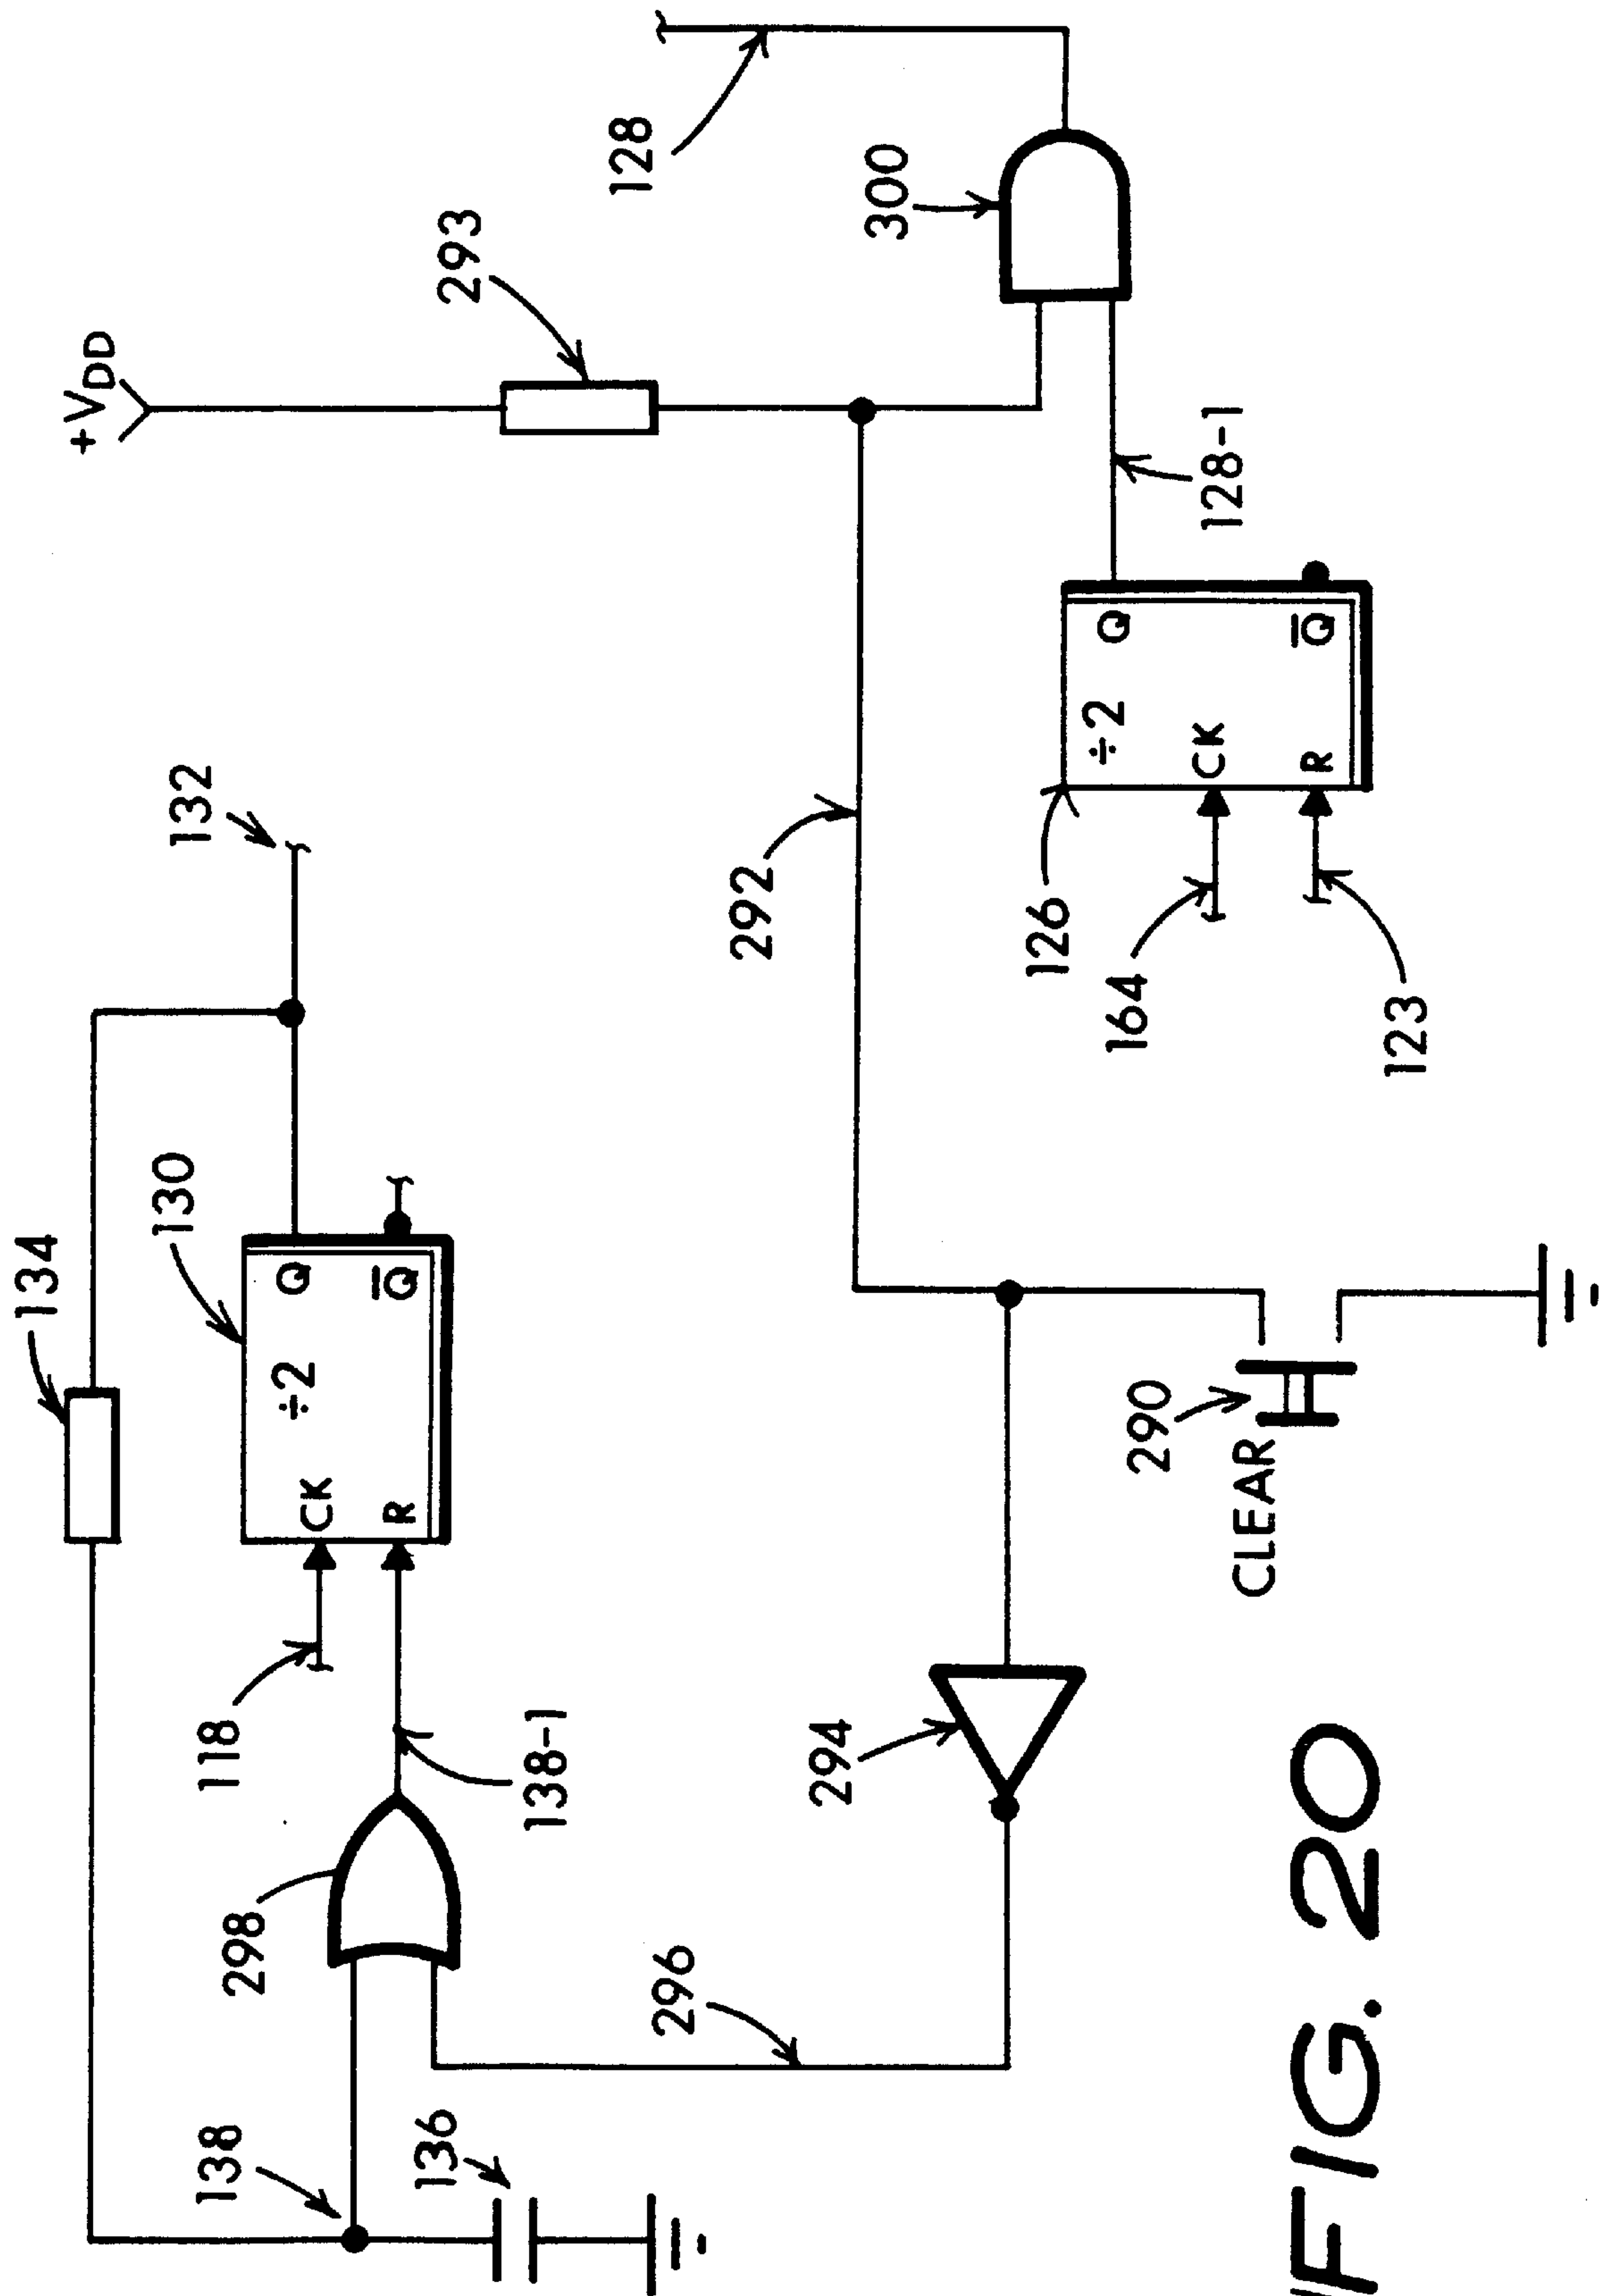 134
130
132
+VDD
293
118
CK
÷2
Q
R
Q̅
298
138-1
138
136
296
294
292
300
128
128-1
126
÷2
Q
CK
R
Q̅
164
123
290
CLEAR
FIG. 20